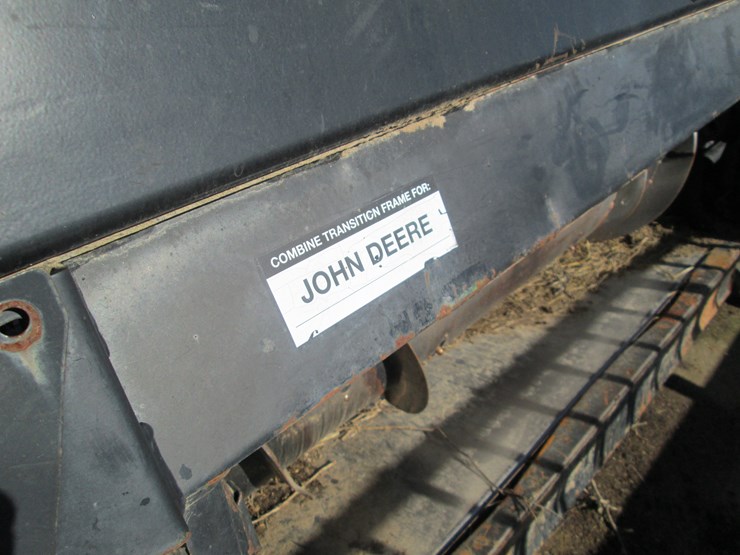 COMBINE TRANSITION FRAME FOR:
JOHN DEERE